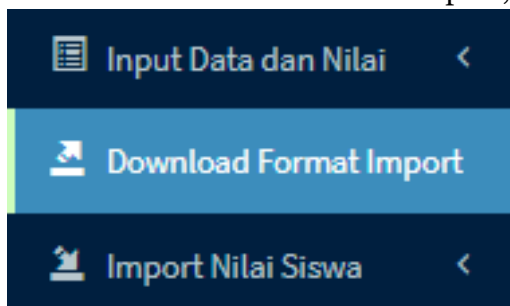 Input Data dan Nilai
Download Format Import
Import Nilai Siswa